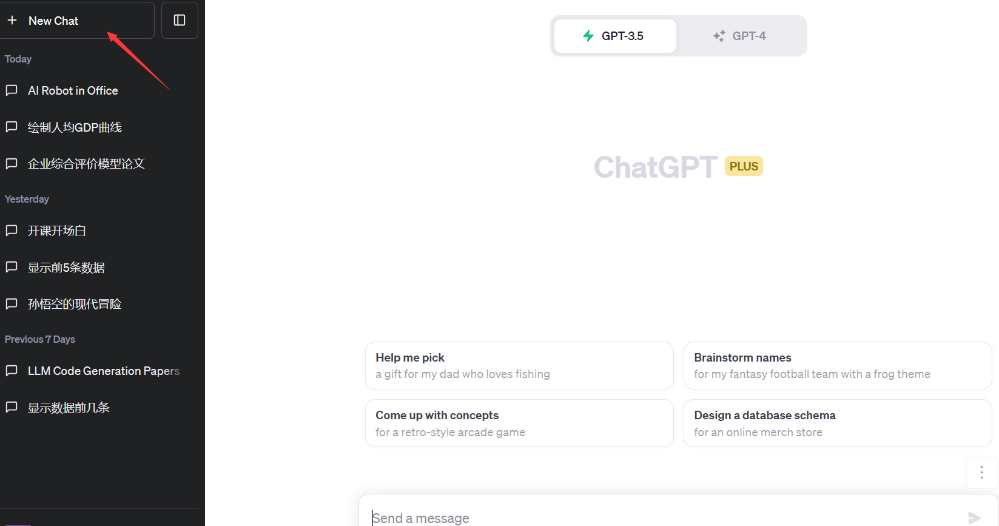 New Chat
Today
AI Robot in Office
绘制人均GDP曲线
企业综合评价模型论文
Yesterday
开课开场白
显示前5条数据
孙悟空的现代冒险
Previous 7 Days
LLM Code Generation Papers
显示数据前几条
GPT-3.5
GPT-4
ChatGPT PLUS
Help me pick
a gift for my dad who loves fishing
Brainstorm names
for my fantasy football team with a frog theme
Come up with concepts
for a retro-style arcade game
Design a database schema
for an online merch store
Send a message